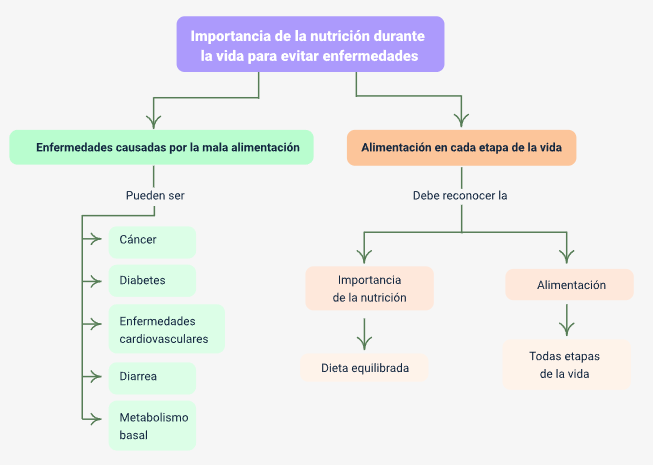 Importancia de la nutrición durante
la vida para evitar enfermedades
Enfermedades causadas por la mala alimentación
Alimentación en cada etapa de la vida
Pueden ser
Debe reconocer la
Cáncer
Diabetes
Enfermedades
cardiovasculares
Diarrea
Metabolismo
basal
Importancia
de la nutrición
Alimentación
Dieta equilibrada
Todas etapas
de la vida